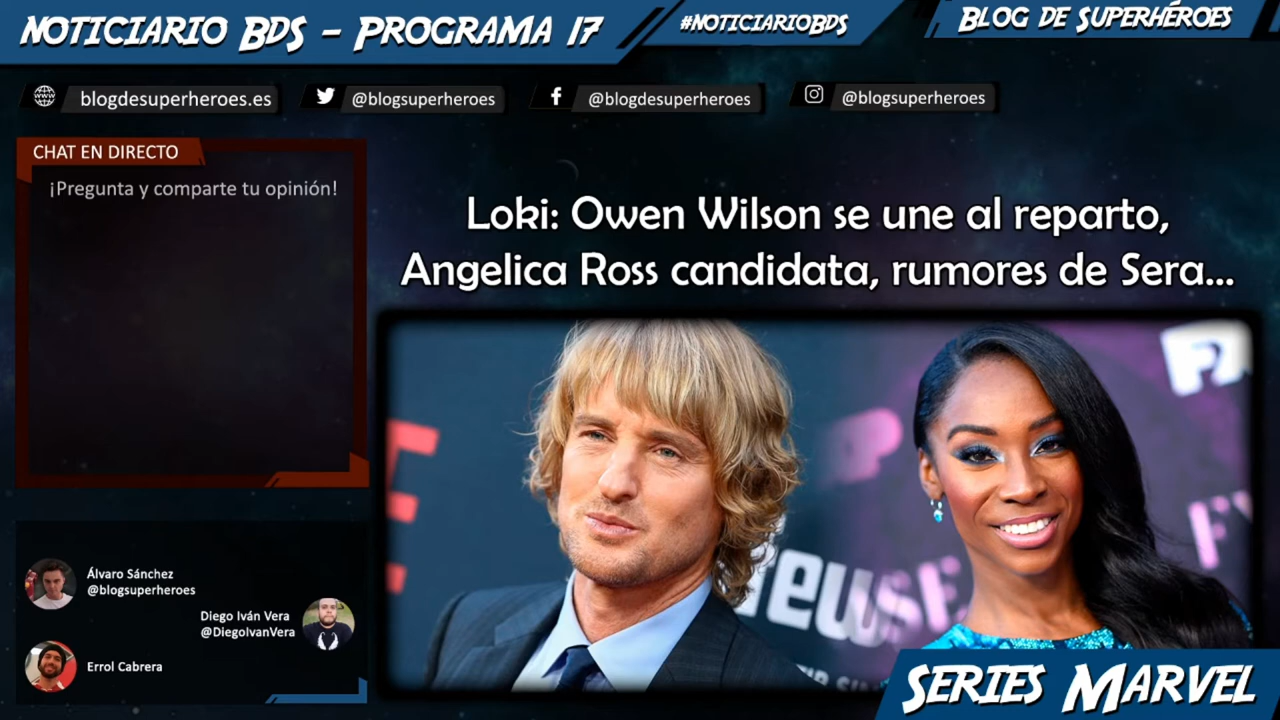 NOTICIARIO BDS – PROGRAMA 17
#NOTICIARIOBDS
BLOG DE SUPERHÉROES
www
blogdesuperheroes.es
@blogsuperheroes
@blogdesuperheroes
@blogsuperheroes
CHAT EN DIRECTO
¡Pregunta y comparte tu opinión!
Loki: Owen Wilson se une al reparto,
Angelica Ross candidata, rumores de Sera...
Álvaro Sánchez
@blogsuperheroes
Diego Iván Vera
@DiegoIvanVera
Errol Cabrera
SERIES MARVEL